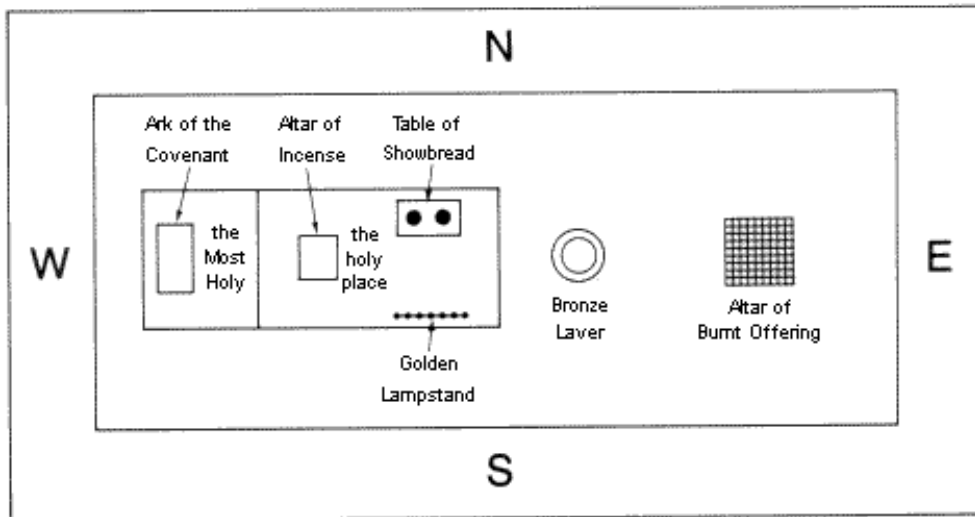 N
Ark of the
Covenant
Altar of
Incense
Table of
Showbread
W
the
Most
Holy
the
holy
place
E
Bronze
Laver
Altar of
Burnt Offering
Golden
Lampstand
S